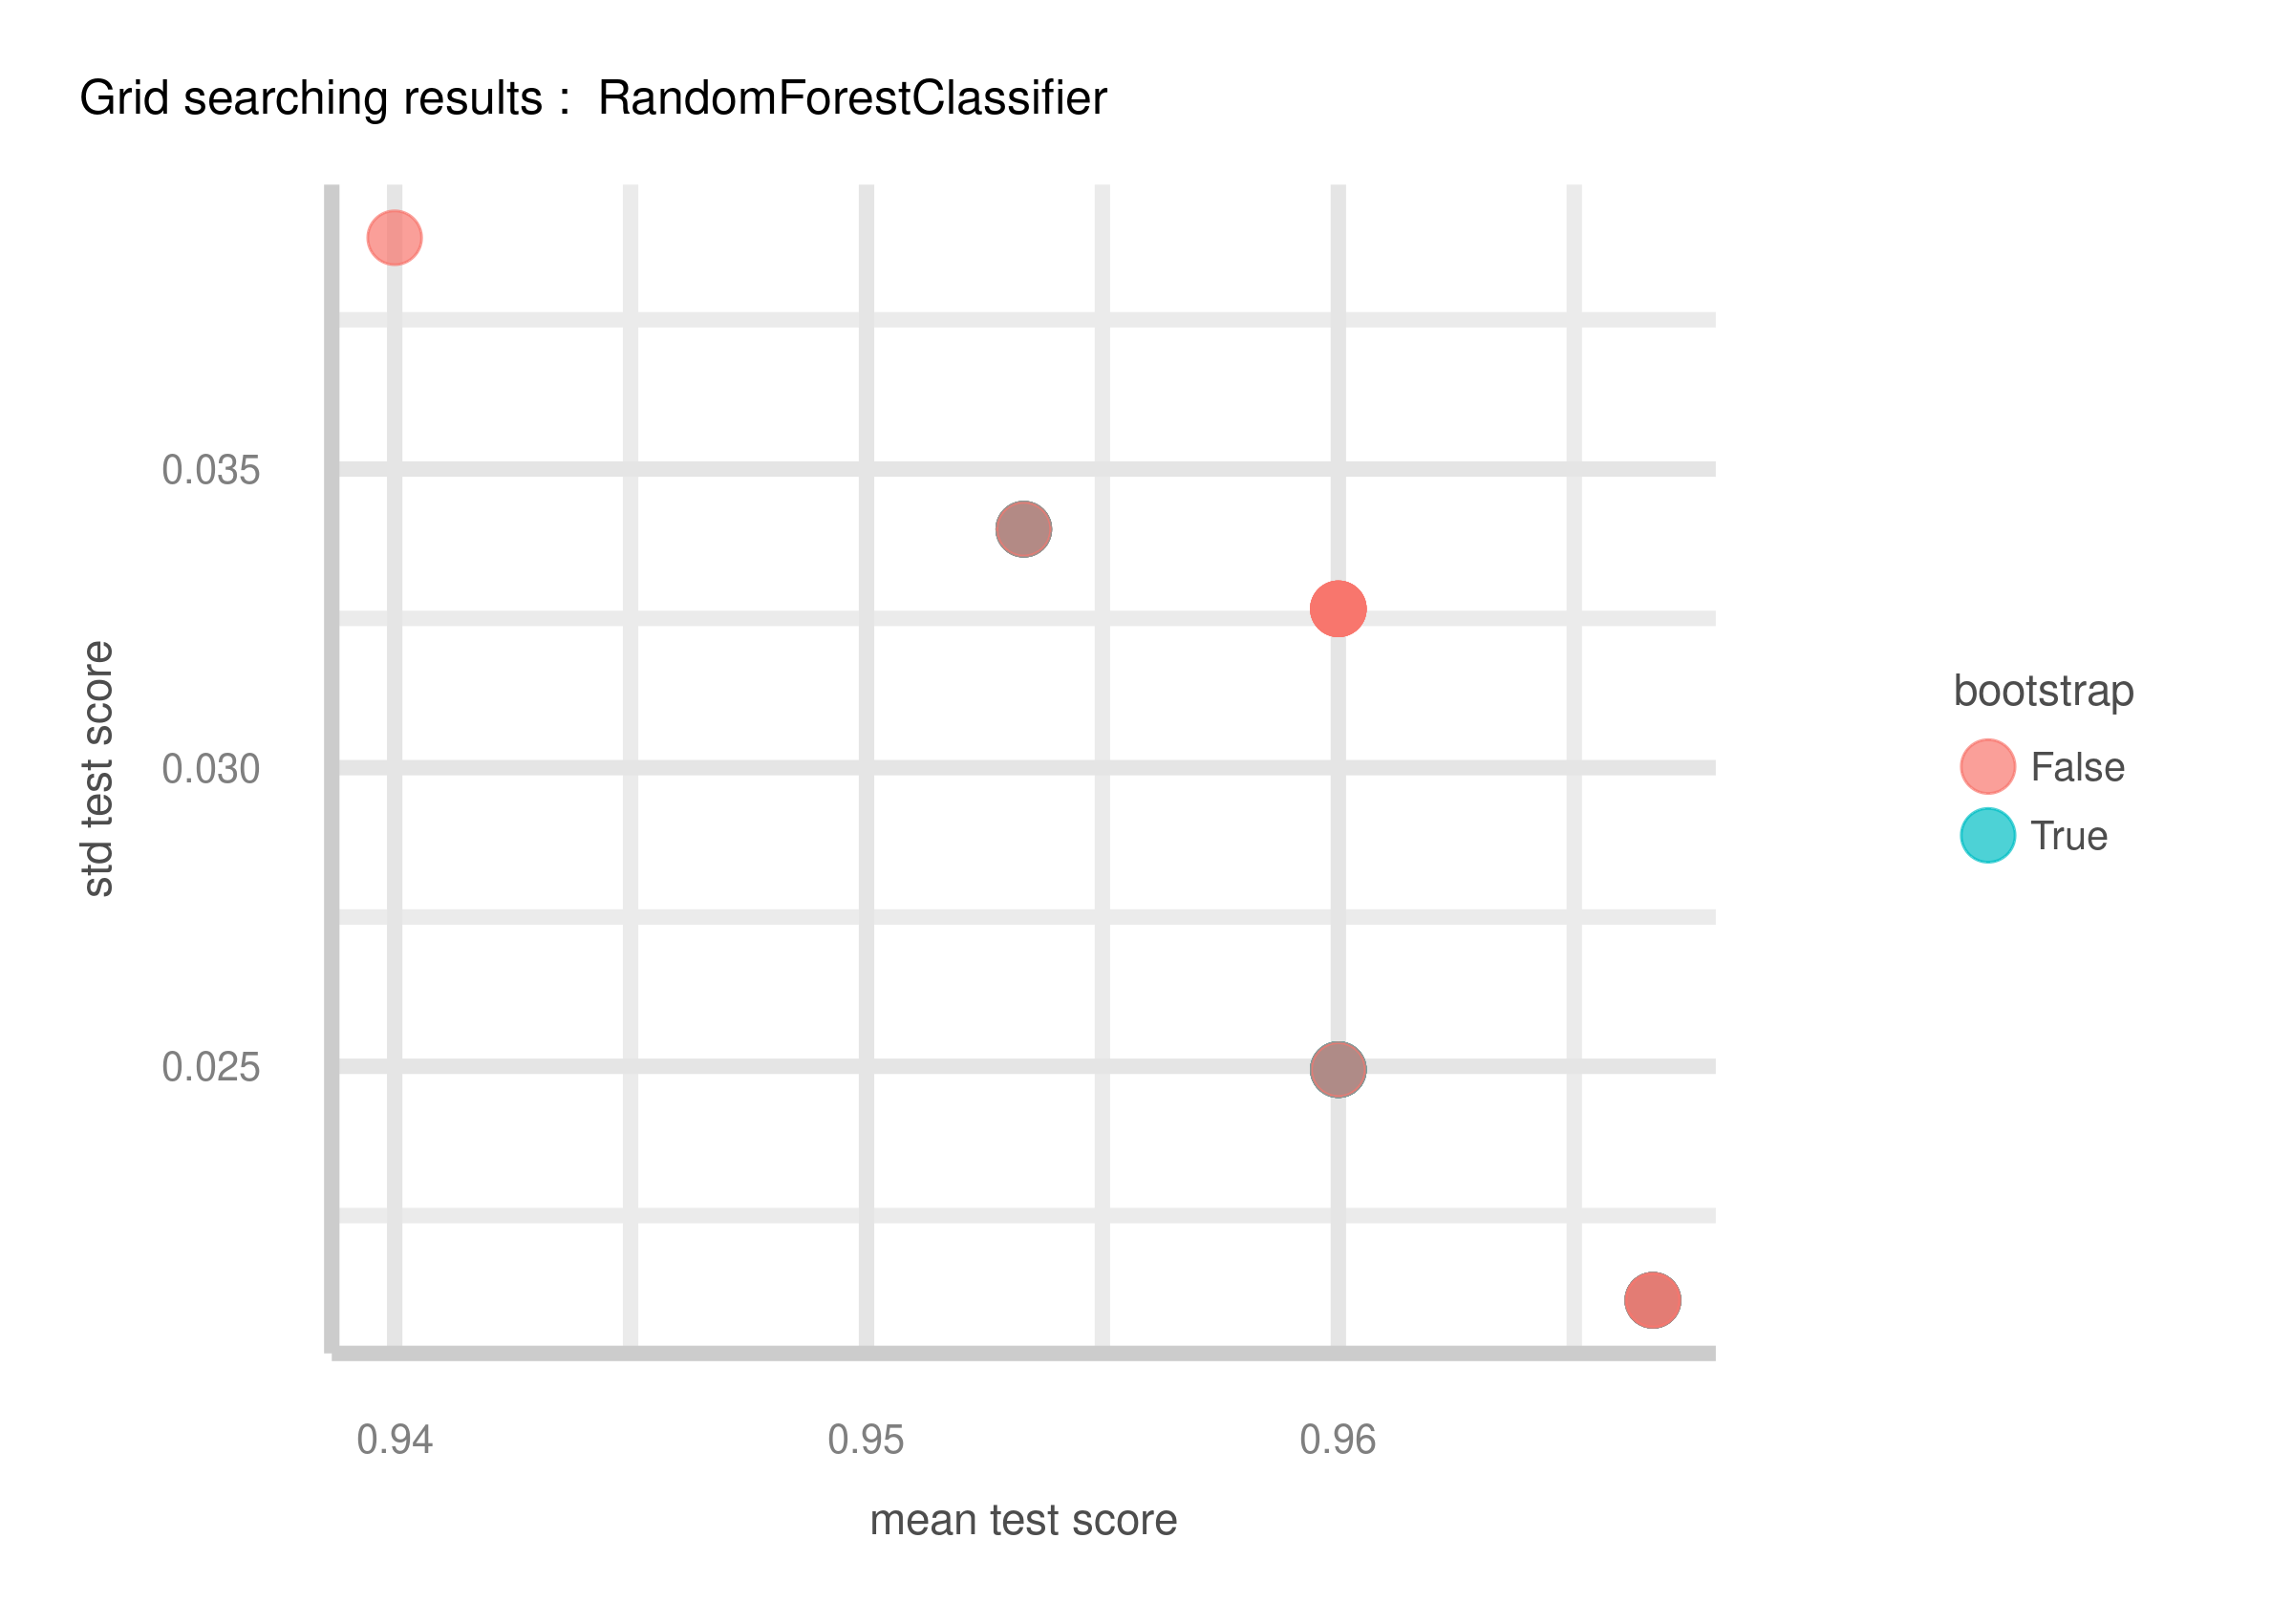 Grid searching results :  RandomForestClassifier
0.035
0.030
0.025
std test score
0.94
0.95
0.96
mean test score
bootstrap
False
True